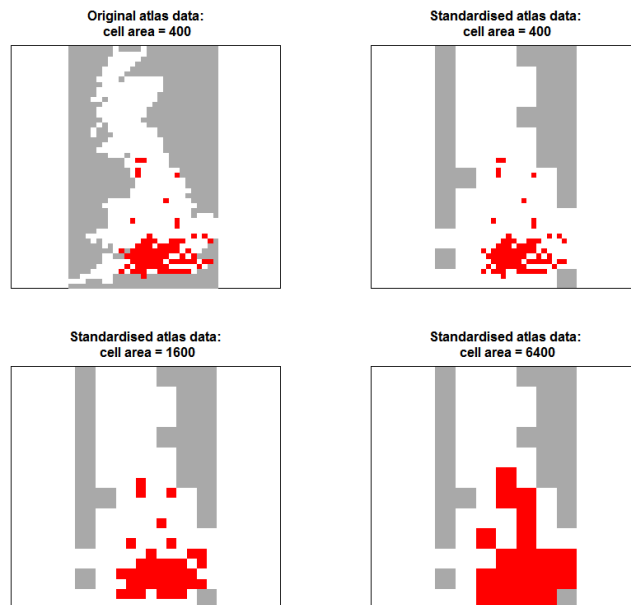 Original atlas data:
cell area = 400
Standardised atlas data:
cell area = 400
Standardised atlas data:
cell area = 1600
Standardised atlas data:
cell area = 6400